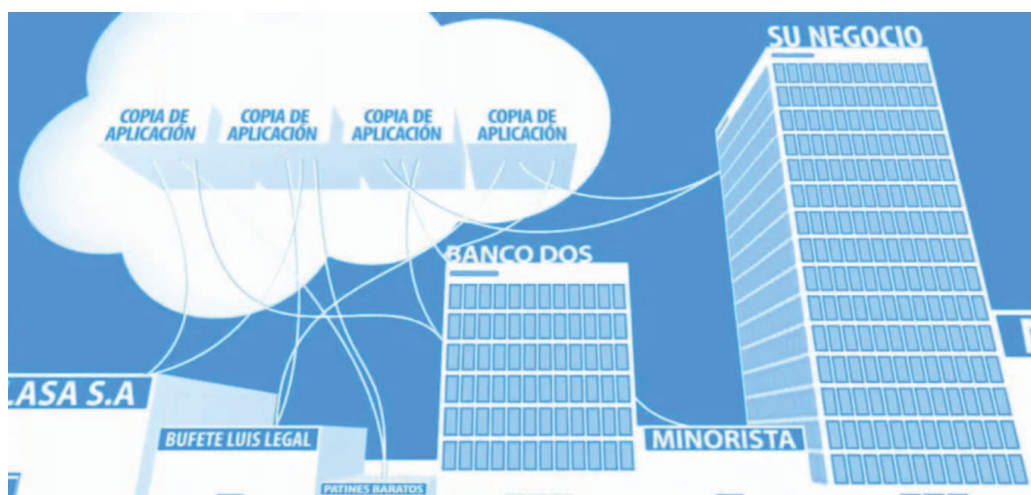 SU NEGOCIO
COPIA DE
APLICACIÓN
COPIA DE
APLICACIÓN
COPIA DE
APLICACIÓN
COPIA DE
APLICACIÓN
BANCO DOS
LASA S.A
BUFETE LUIS LEGAL
MINORISTA
PATINES BARATOS